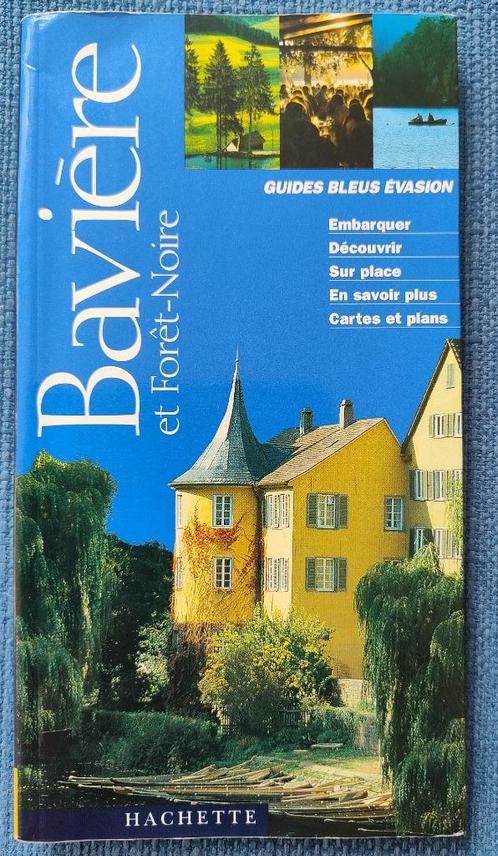 Bavière
et Forêt-Noire
GUIDES BLEUS ÉVASION
Embarquer
Découvrir
Sur place
En savoir plus
Cartes et plans
HACHETTE